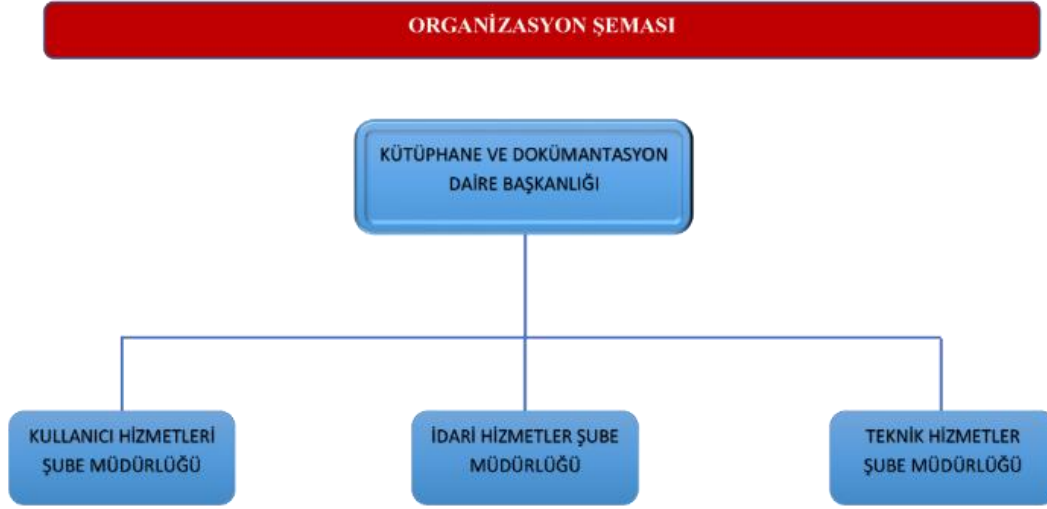 ORGANİZASYON ŞEMASI
KÜTÜPHANE VE DOKÜMANTASYON
DAİRE BAŞKANLIĞI
KULLANICI HİZMETLERİ
ŞUBE MÜDÜRLÜĞÜ
İDARİ HİZMETLER ŞUBE
MÜDÜRLÜĞÜ
TEKNİK HİZMETLER
ŞUBE MÜDÜRLÜĞÜ